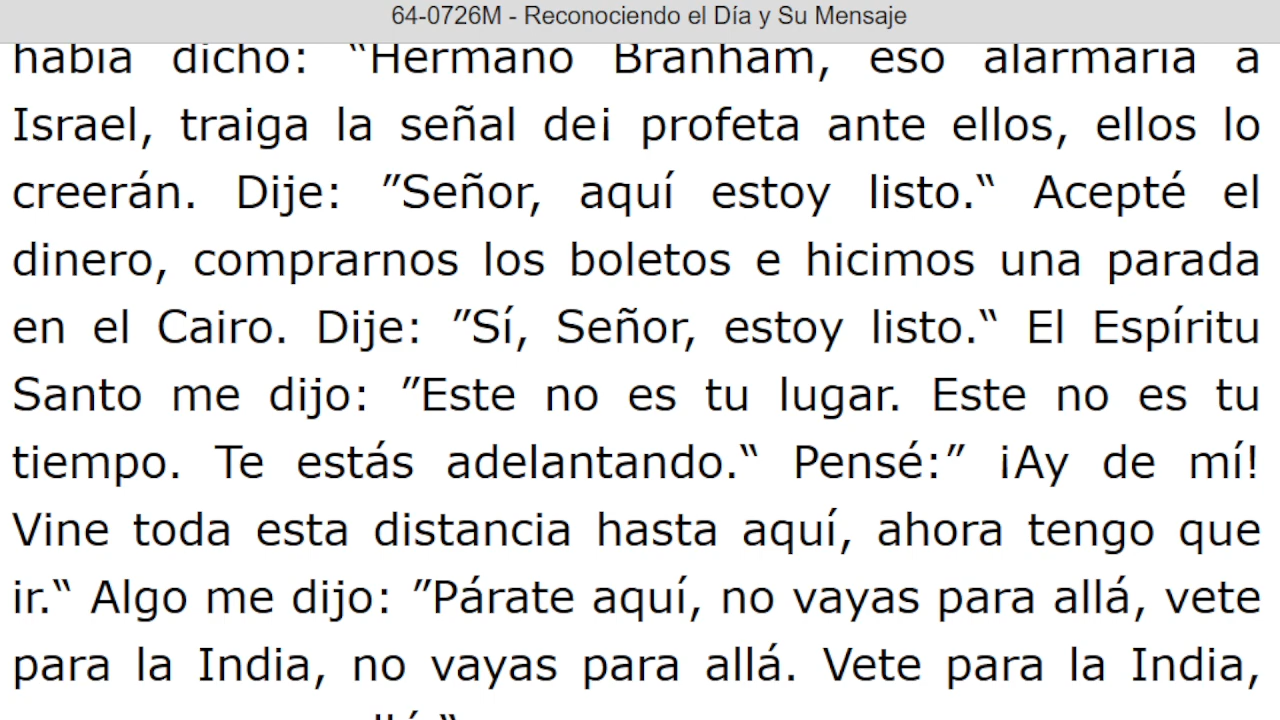 64-0726M - Reconociendo el Día y Su Mensaje
había dicho: “Hermano Branham, eso alarmaría a
Israel, traiga la señal dei profeta ante ellos, ellos lo
creerán. Dije: ”Señor, aquí estoy listo.“ Acepté el
dinero, comprarnos los boletos e hicimos una parada
en el Cairo. Dije: ”Sí, Señor, estoy listo.“ El Espíritu
Santo me dijo: ”Este no es tu lugar. Este no es tu
tiempo. Te estás adelantando.“ Pensé:” ¡Ay de mí!
Vine toda esta distancia hasta aquí, ahora tengo que
ir.“ Algo me dijo: ”Párate aquí, no vayas para allá, vete
para la India, no vayas para allá. Vete para la India,